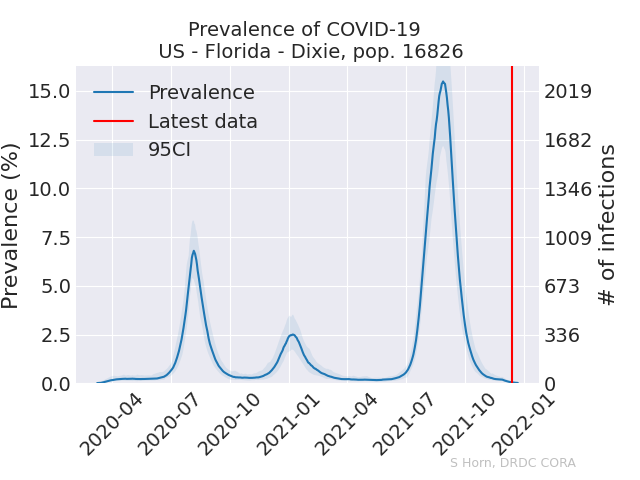 Prevalence of COVID-19
US - Florida - Dixie, pop. 16826
Prevalence
Latest data
95CI
Prevalence (%)
15.0
12.5
10.0
7.5
5.0
2.5
0.0
2019
1682
1346
1009
673
336
0
# of infections
2020-04
2020-07
2020-10
2021-01
2021-04
2021-07
2021-10
2022-01
S Horn, DRDC CORA